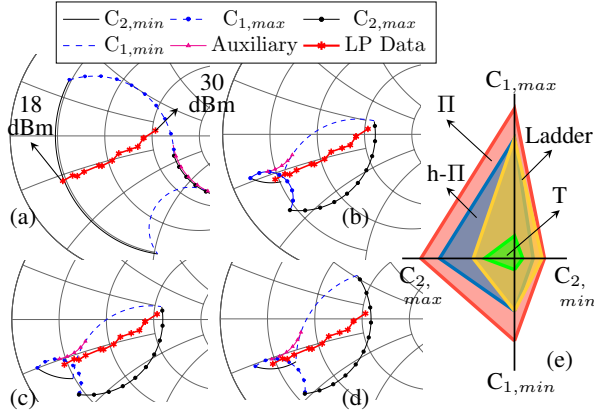 C2,min C1,max C2,max
C1,min Auxiliary LP Data
18
dBm
30
dBm
(a)
(b)
(c)
(d)
C1,max
Π
Ladder
h-Π
T
C2,
max
C2,
min
C1,min
(e)